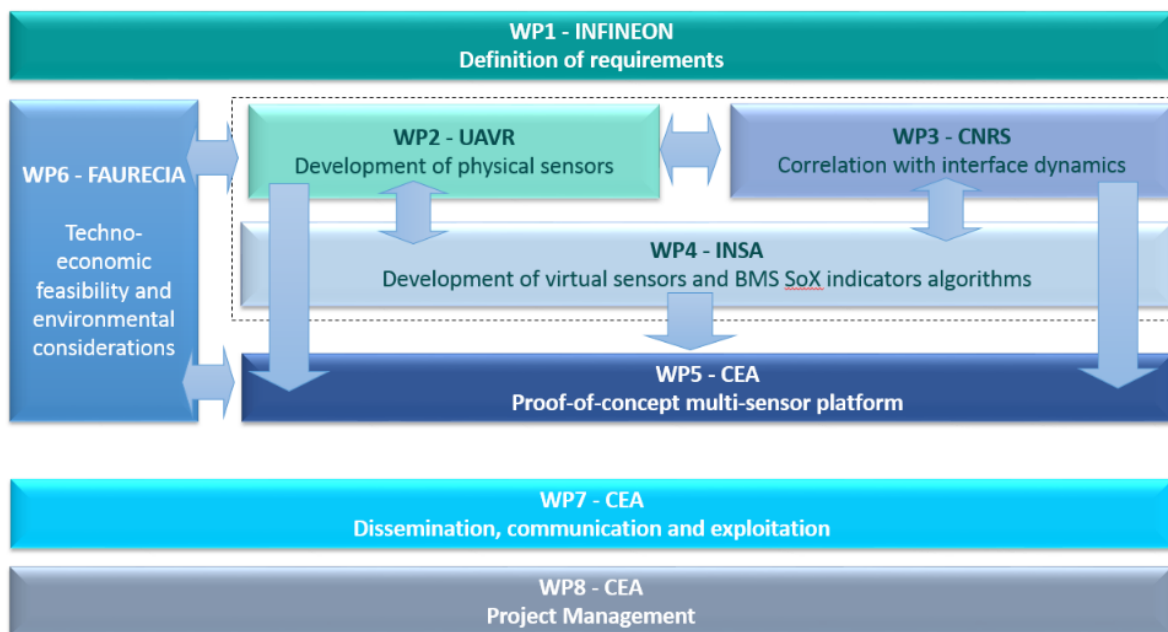 WP1 - INFINEON
Definition of requirements
WP6 - FAURECIA
Techno-
economic
feasibility and
environmental
considerations
WP2 - UAVR
Development of physical sensors
WP3 - CNRS
Correlation with interface dynamics
WP4 - INSA
Development of virtual sensors and BMS SoX indicators algorithms
WP5 - CEA
Proof-of-concept multi-sensor platform
WP7 - CEA
Dissemination, communication and exploitation
WP8 - CEA
Project Management